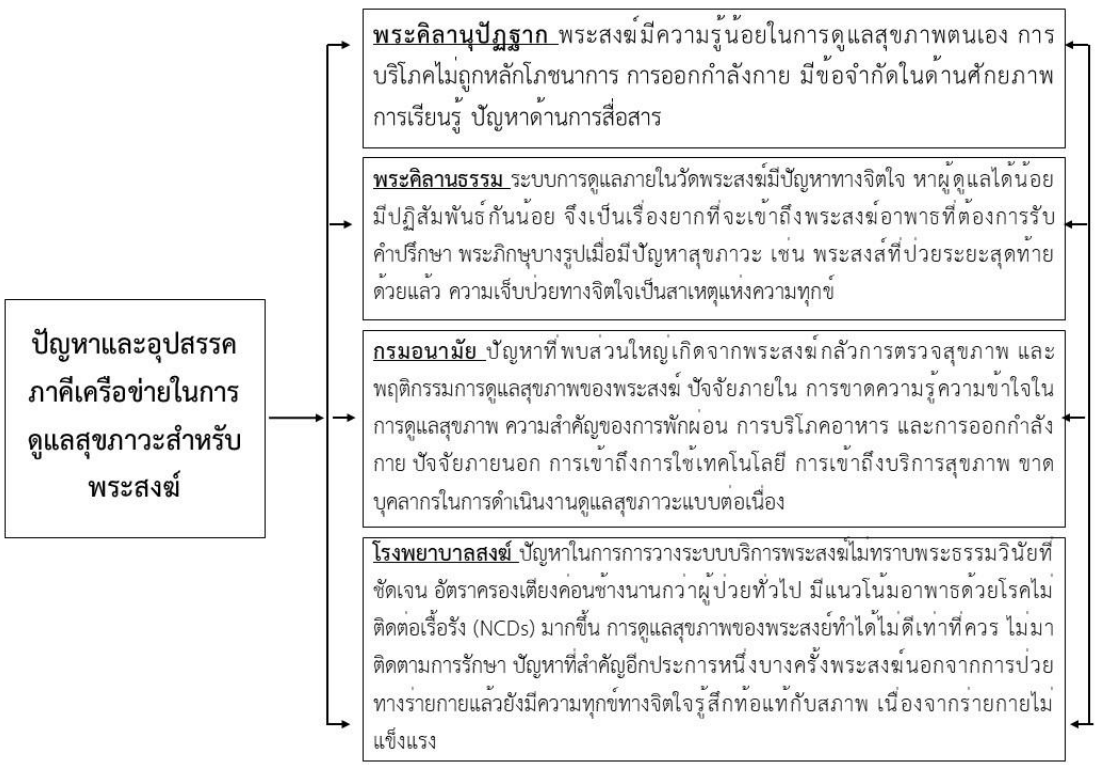 ปัญหาและอุปสรรค
ภาคีเครือข่ายในการ
ดูแลสุขภาวะสำหรับ
พระสงฆ์
พระคิลานุปัฏฐาก พระสงฆ์มีความรู้น้อยในการดูแลสุขภาพตนเอง การ
บริโภคไม่ถูกหลักโภชนาการ การออกกำลังกาย มีข้อจำกัดในด้านศักยภาพ
การเรียนรู้ ปัญหาด้านการสื่อสาร
พระคิลานธรรม ระบบการดูแลภายในวัดพระสงฆ์มีปัญหาทางจิตใจ หาผู้ดูแลได้น้อย
มีปฏิสัมพันธ์กันน้อย จึงเป็นเรื่องยากที่จะเข้าถึงพระสงฆ์อาพาธที่ต้องการรับ
คำปรึกษา พระภิกษุบางรูปเมื่อมีปัญหาสุขภาวะ เช่น พระสงส์ที่ป่วยระยะสุดท้าย
ด้วยแล้ว ความเจ็บป่วยทางจิตใจเป็นสาเหตุแห่งความทุกข์
กรมอนามัย ปัญหาที่พบส่วนใหญ่เกิดจากพระสงฆ์กลัวการตรวจสุขภาพ และ
พฤติกรรมการดูแลสุขภาพของพระสงฆ์ ปัจจัยภายใน การขาดความรู้ความข้าใจใน
การดูแลสุขภาพ ความสำคัญของการพักผ่อน การบริโภคอาหาร และการออกกำลัง
กาย ปัจจัยภายนอก การเข้าถึงการใช้เทคโนโลยี การเข้าถึงบริการสุขภาพ ขาด
บุคลากรในการดำเนินงานดูแลสุขภาวะแบบต่อเนื่อง
โรงพยาบาลสงฆ์ ปัญหาในการการวางระบบบริการพระสงฆ์ไม่ทราบพระธรรมวินัยที่
ชัดเจน อัตราครองเตียงค่อนช้างนานกว่าผู้ป่วยทั่วไป มีแนวโน้มอาพาธด้วยโรคไม่
ติดต่อเรื้อรัง (NCDs) มากขึ้น การดูแลสุขภาพของพระสงย์ทำได้ไม่ดีเท่าที่ควร ไม่มา
ติดตามการรักษา ปัญหาที่สำคัญอีกประการหนึ่งบางครั้งพระสงฆ์นอกจากการป่วย
ทางร่ายกายแล้วยังมีความทุกข์ทางจิตใจรู้สึกท้อแท้กับสภาพ เนื่องจากร่ายกายไม่
แข็งแรง